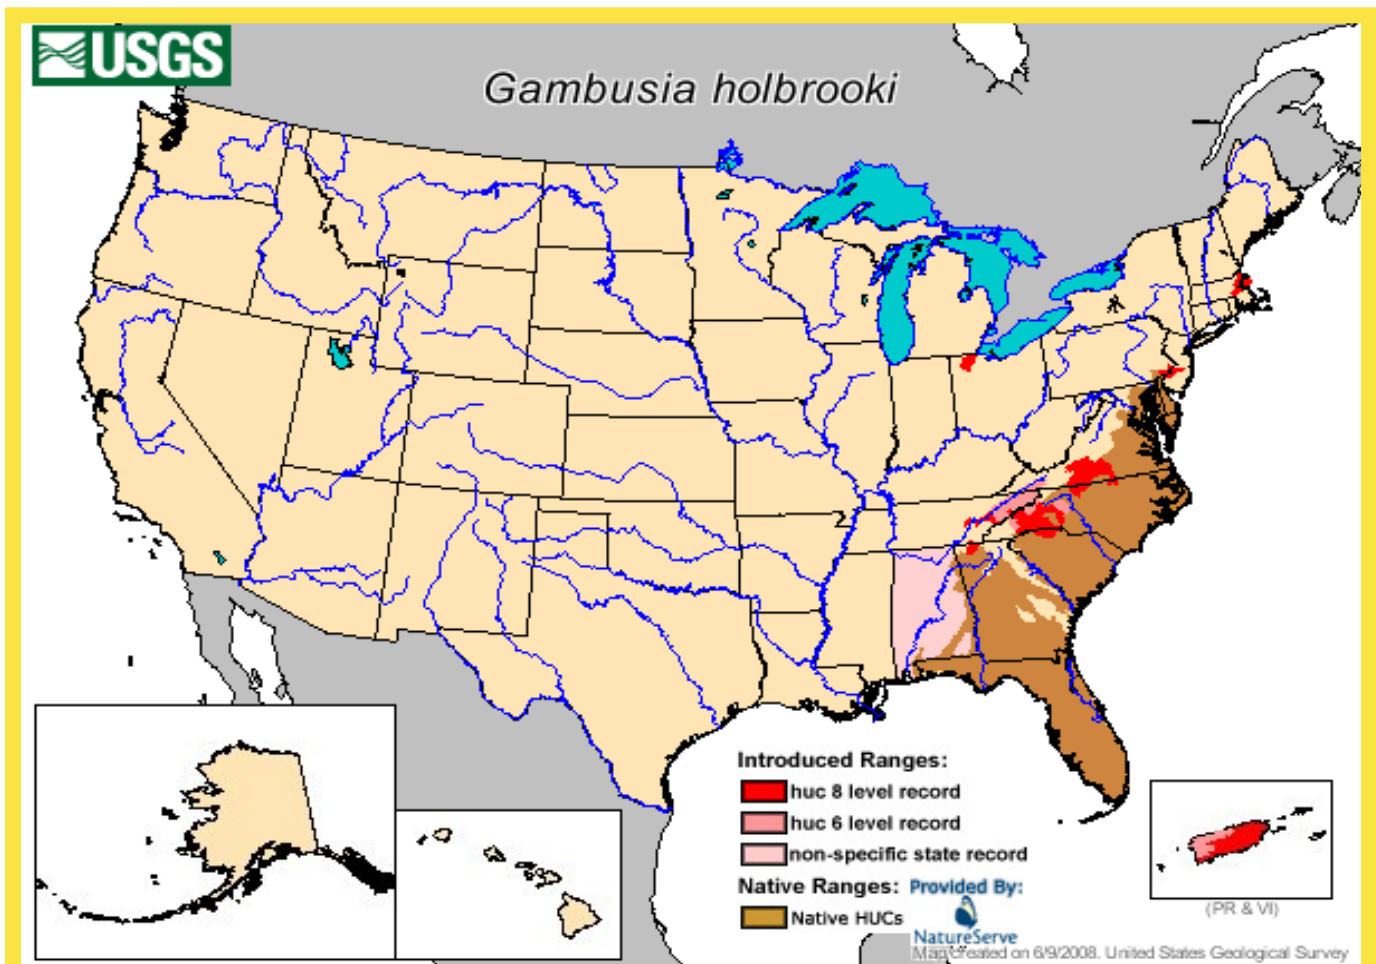 USGS
Gambusia holbrooki
Introduced Ranges:
huc 8 level record
huc 6 level record
non-specific state record
Native Ranges: Provided By:
Native HUCs
NatureServe
(PR & VI)
Map created on 6/9/2008. United States Geological Survey